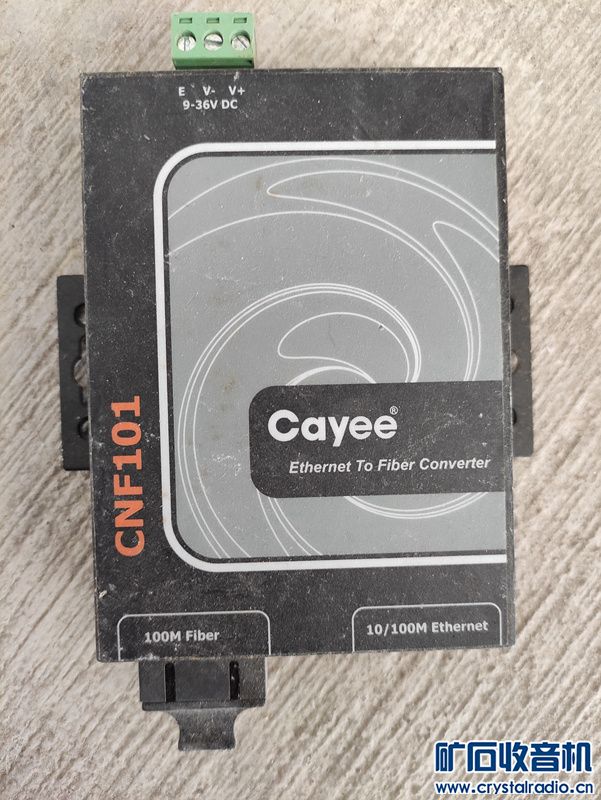 E V- V+
9-36V DC
CNF101
Cayee®
Ethernet To Fiber Converter
100M Fiber
10/100M Ethernet
矿石收音机
www.crystalradio.cn